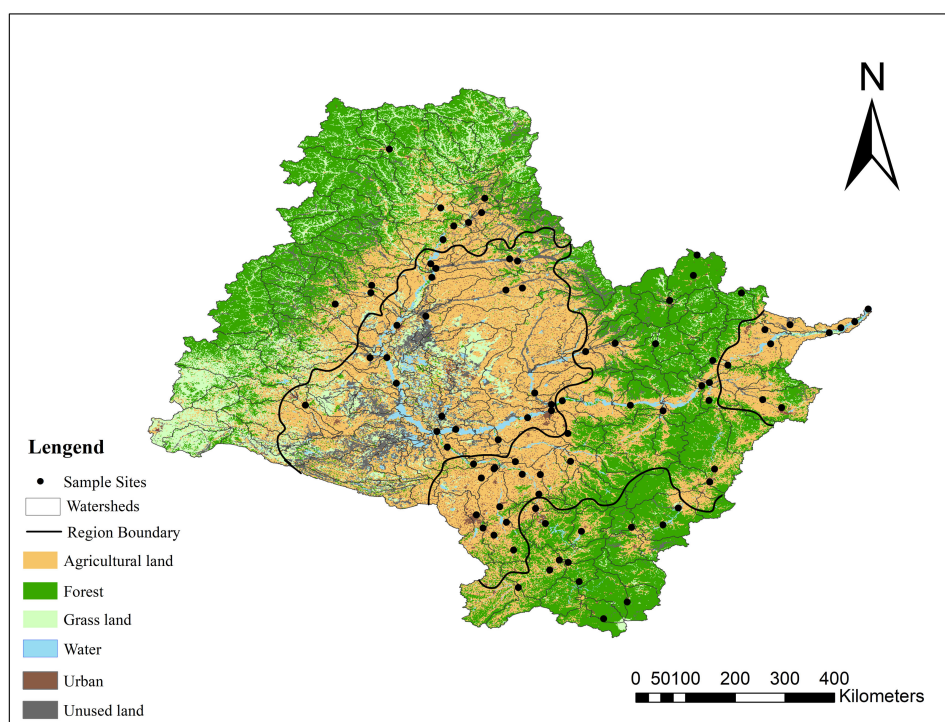 N
Lengend
Sample Sites
Watersheds
Region Boundary
Agricultural land
Forest
Grass land
Water
Urban
Unused land
0 50100 200 300 400
Kilometers